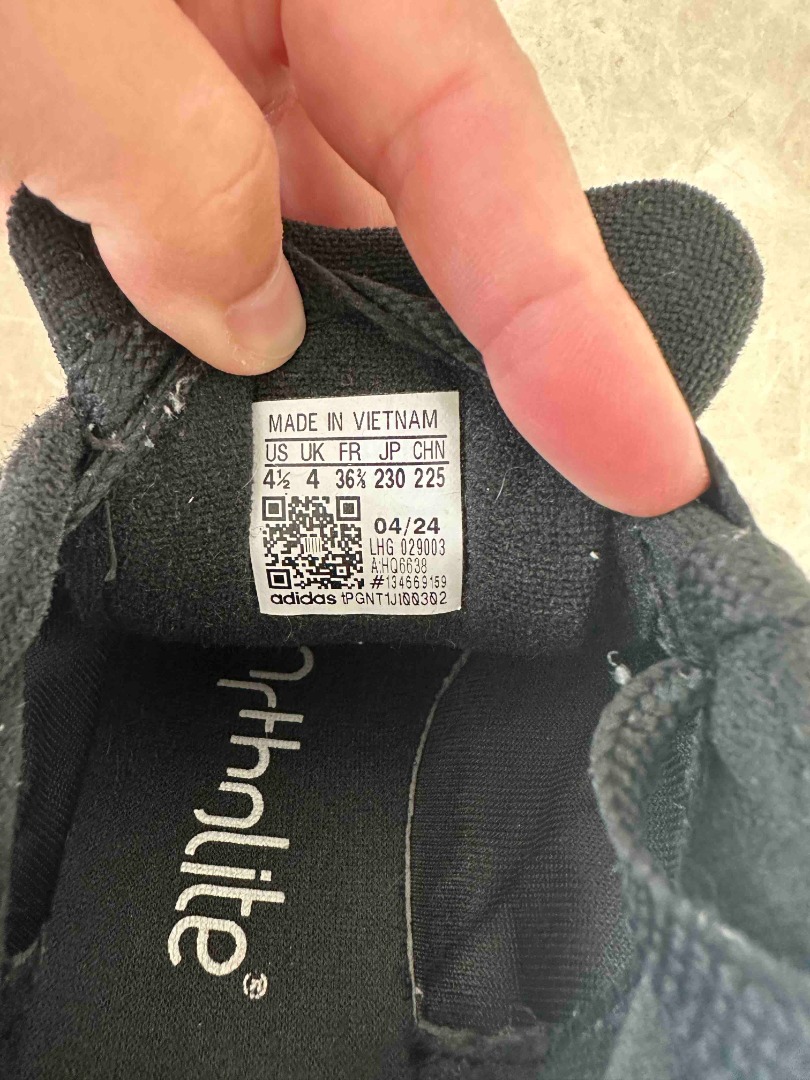 MADE IN VIETNAM
US UK FR JP CHN
4½ 4 36⅔ 230 225
04/24
LHG 029003
A:HQ6638
#134669159
adidas tPGNT1J100302
orthnlite®